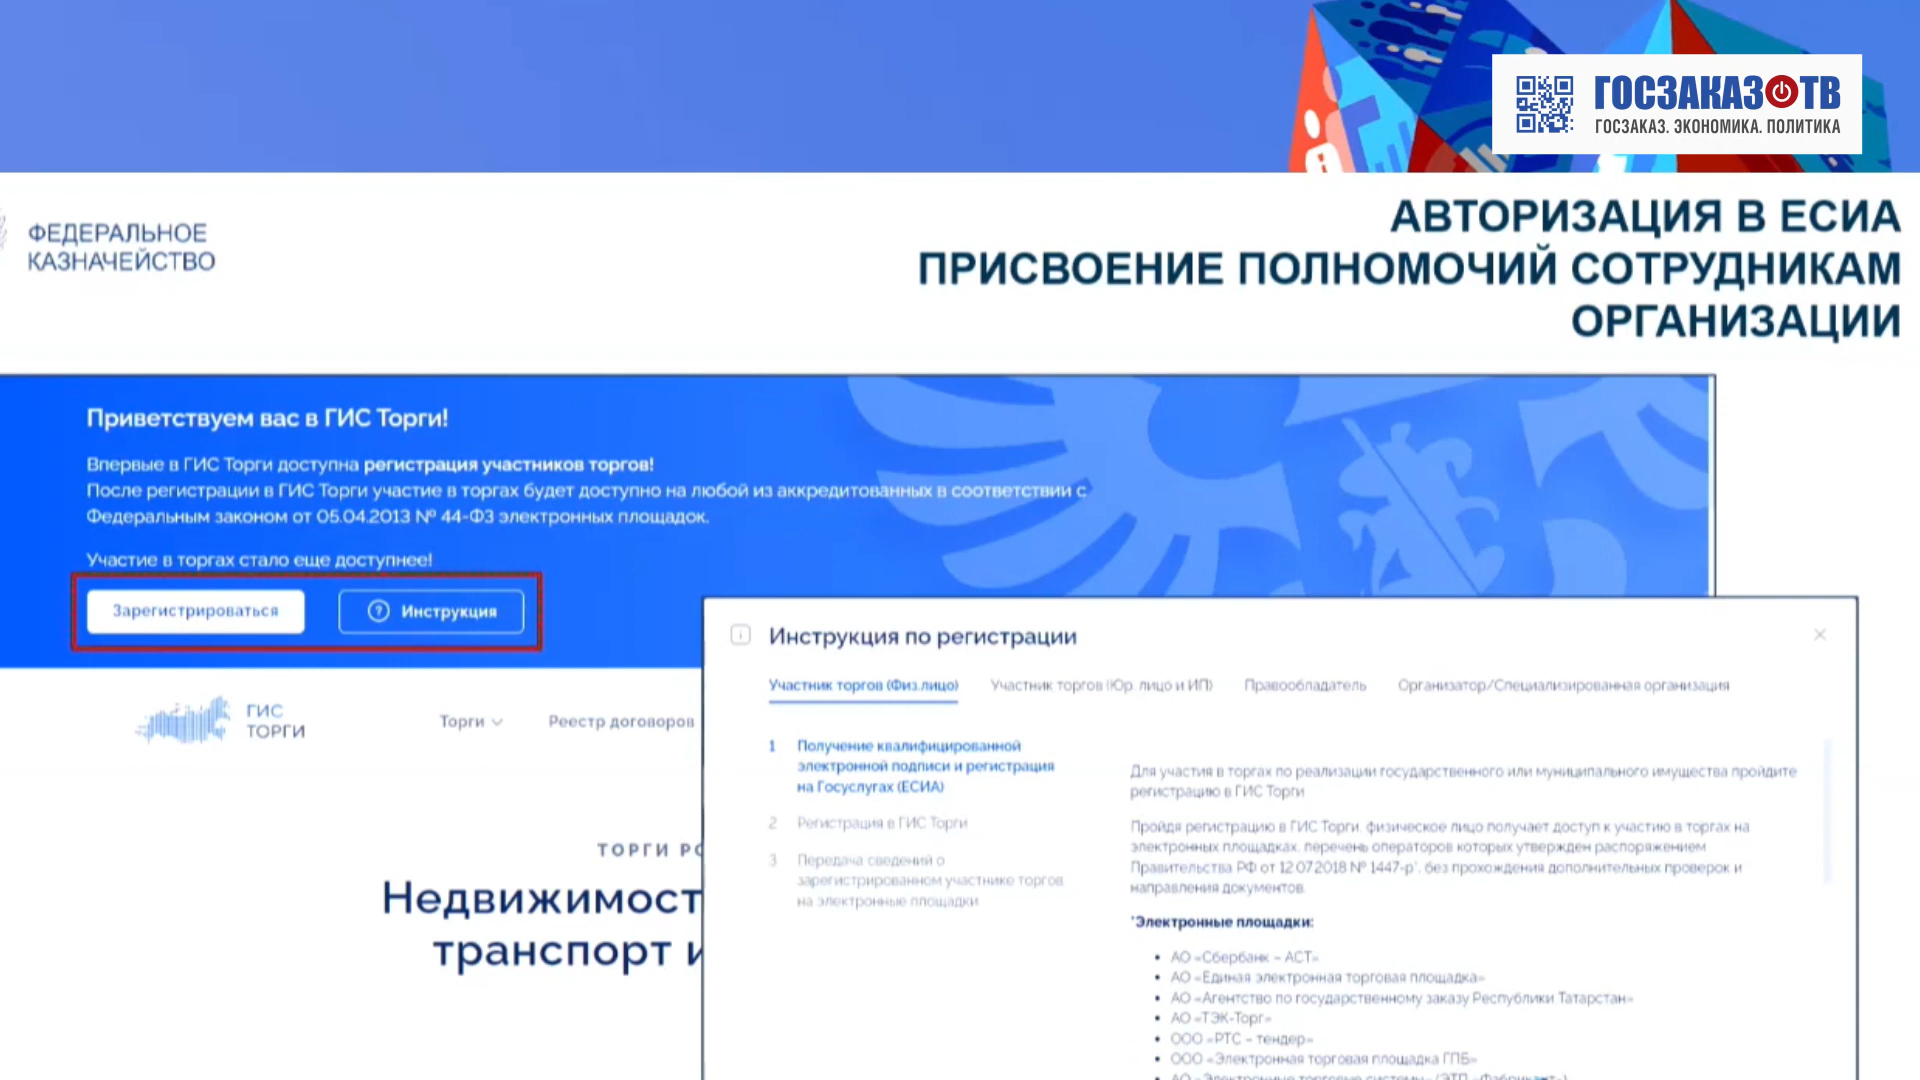 ГОСЗАКАЗ ТВ
ГОСЗАКАЗ. ЭКОНОМИКА. ПОЛИТИКА
ФЕДЕРАЛЬНОЕ
КАЗНАЧЕЙСТВО
АВТОРИЗАЦИЯ В ЕСИА
ПРИСВОЕНИЕ ПОЛНОМОЧИЙ СОТРУДНИКАМ
ОРГАНИЗАЦИИ
Приветствуем вас в ГИС Торги!
Впервые в ГИС Торги доступна регистрация участников торгов!
После регистрации в ГИС Торги участие в торгах будет доступно на любой из аккредитованных в соответствии с
Федеральным законом от 05.04.2013 № 44-ФЗ электронных площадок.
Участие в торгах стало еще доступнее!
Зарегистрироваться
Инструкция
ГИС
ТОРГИ
Торги
Реестр договоров
ТОРГИ РО
Недвижимост
транспорт и
Инструкция по регистрации
Участник торгов (Физ.лицо)
Участник торгов (Юр. лицо и ИП)
Правообладатель
Организатор/Специализированная организация
1 Получение квалифицированной
электронной подписи и регистрация
на Госуслугах (ЕСИА)
2 Регистрация в ГИС Торги
3 Передача сведений о
зарегистрированном участнике торгов
на электронные площадки
Для участия в торгах по реализации государственного или муниципального имущества пройдите
регистрацию в ГИС Торги
Пройдя регистрацию в ГИС Торги, физическое лицо получает доступ к участию в торгах на
электронных площадках, перечень операторов которых утвержден распоряжением
Правительства РФ от 12.07.2018 № 1447-р*, без прохождения дополнительных проверок и
направления документов.
*Электронные площадки:
• АО «Сбербанк – АСТ»
• АО «Единая электронная торговая площадка»
• АО «Агентство по государственному заказу Республики Татарстан»
• АО «ТЭК-Торг»
• ООО «РТС – тендер»
• ООО «Электронная торговая площадка ГПБ»
• АО «Электронные торговые системы» (ЭТП «Фабрикант»)